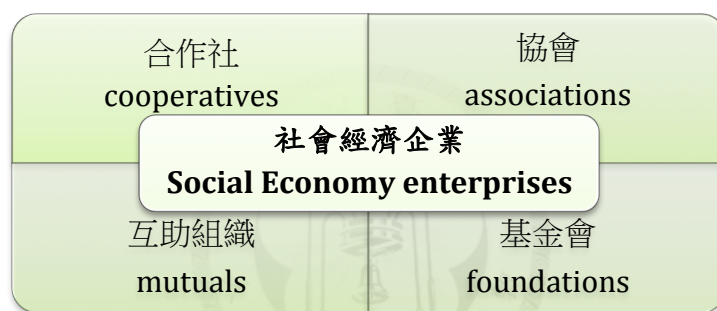 合作社
cooperatives
協會
associations
社會經濟企業
Social Economy enterprises
互助組織
mutuals
基金會
foundations